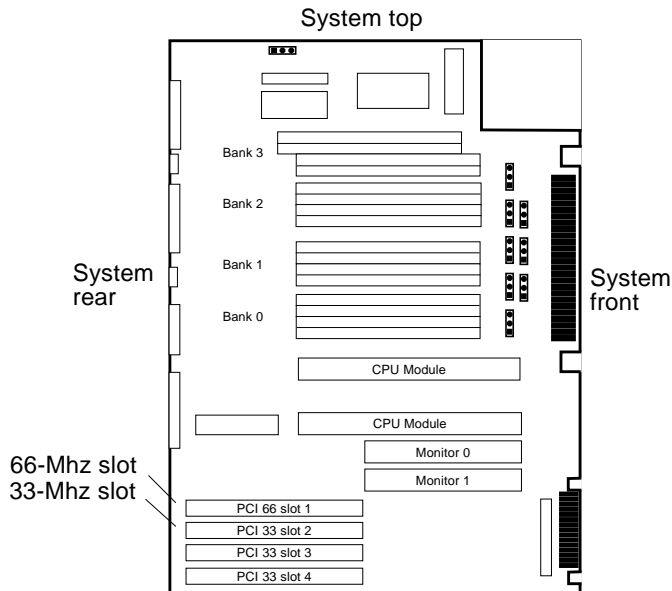 System top
Bank 3
Bank 2
Bank 1
Bank 0
System
rear
System
front
CPU Module
CPU Module
Monitor 0
Monitor 1
66-Mhz slot
33-Mhz slot
PCI 66 slot 1
PCI 33 slot 2
PCI 33 slot 3
PCI 33 slot 4